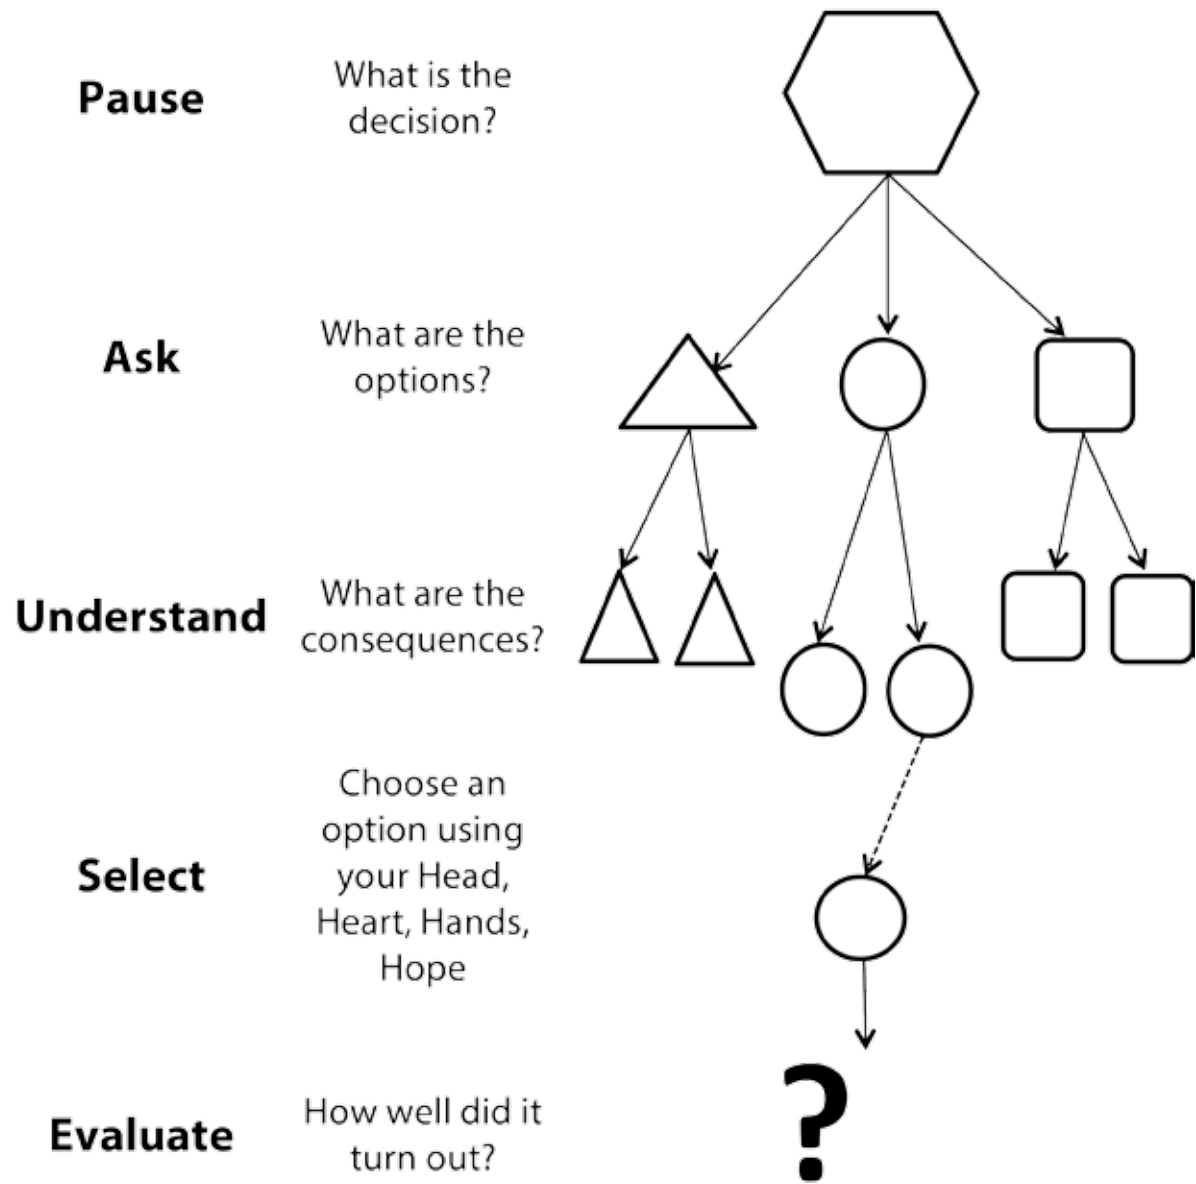 Pause
What is the
decision?
Ask
What are the
options?
Understand
What are the
consequences?
Select
Choose an
option using
your Head,
Heart, Hands,
Hope
Evaluate
How well did it
turn out?
?